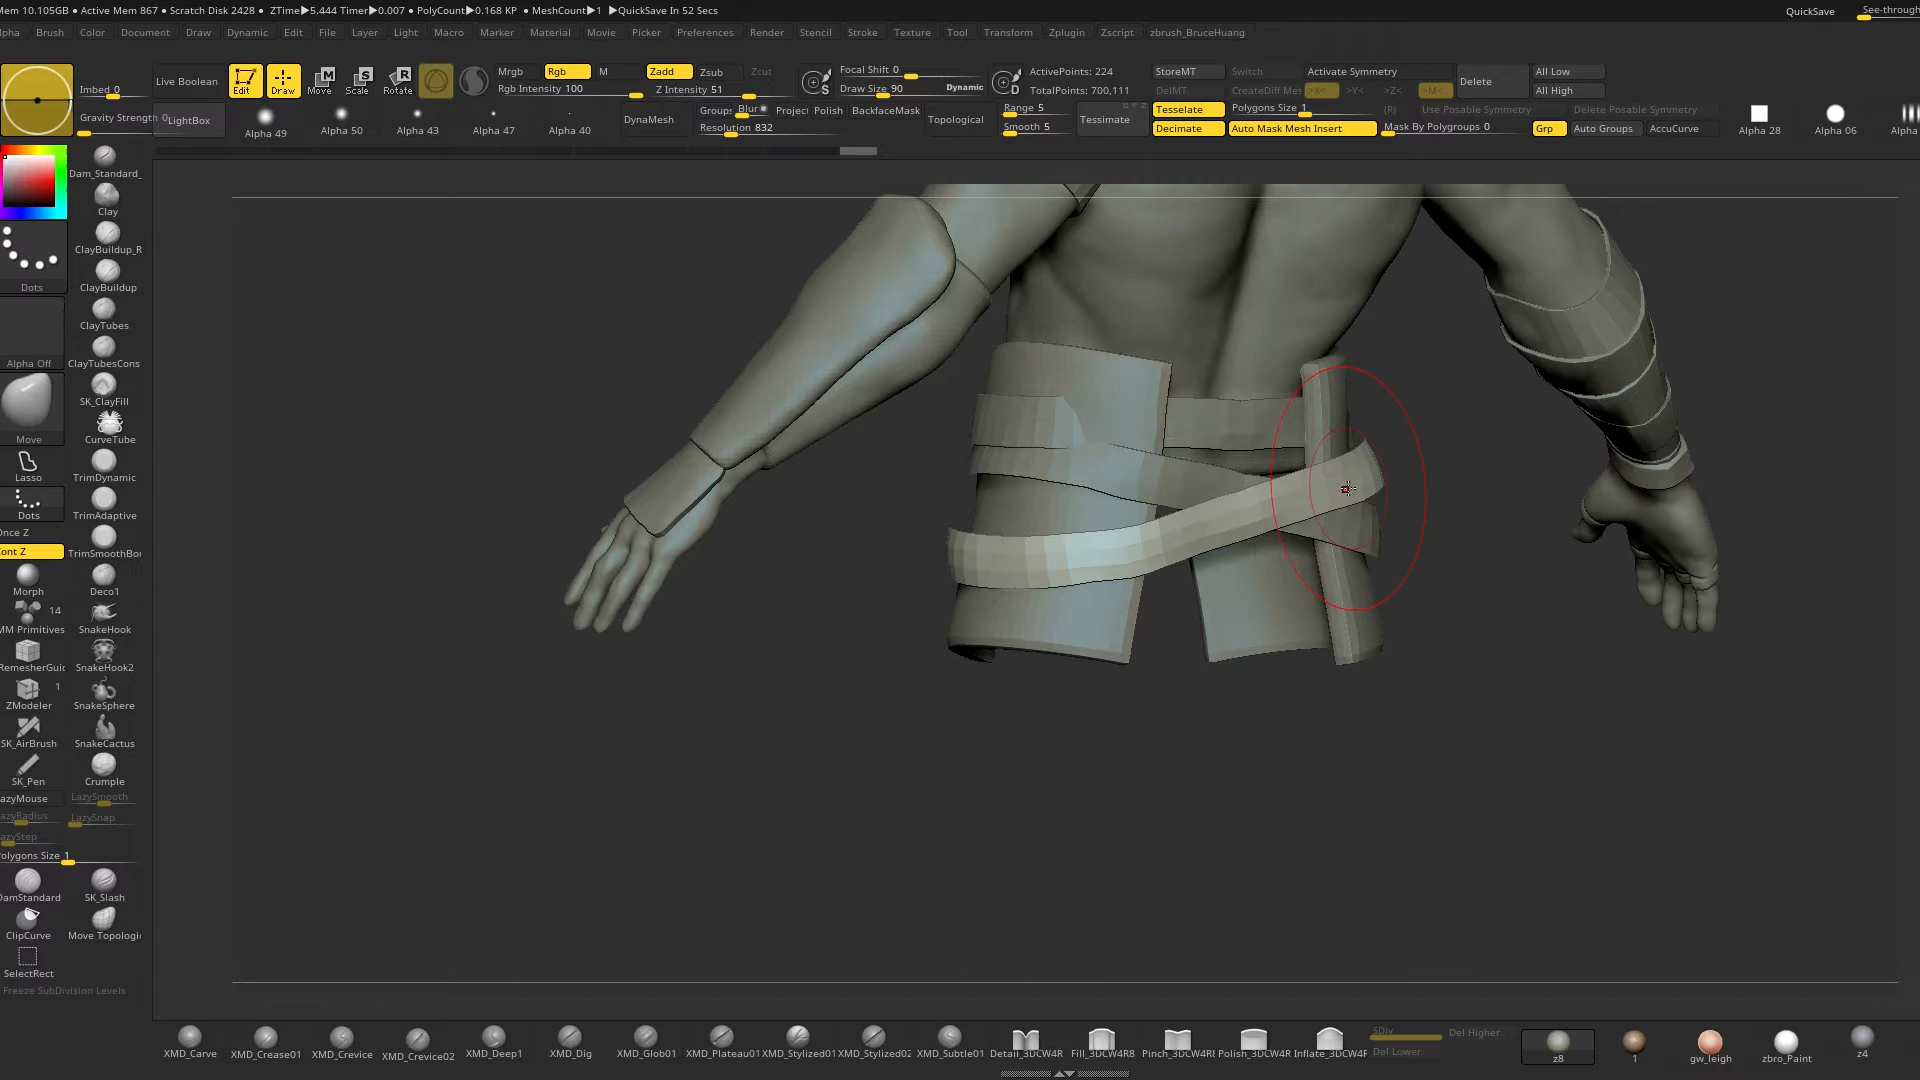 Mem 10.105GB • Active Mem 867 • Scratch Disk 2428 • ZTime▶5.444 Timer▶0.007 • PolyCount▶0.168 KP • MeshCount▶1 ▶QuickSave In 52 Secs QuickSave See-through
lpha Brush Color Document Draw Dynamic Edit File Layer Light Macro Marker Material Movie Picker Preferences Render Stencil Stroke Texture Tool Transform Zplugin Zscript zbrush_BruceHuang
Imbed 0
Gravity Strength 0
Live Boolean
LightBox
Edit Draw Move Scale Rotate
Mrgb Rgb M Zadd Zsub Zcut
Rgb Intensity 100 Z Intensity 51
Focal Shift 0
Draw Size 90 Dynamic
ActivePoints: 224
TotalPoints: 700,111
StoreMT Switch Activate Symmetry Delete All Low
DelMT CreateDiff Mes >X< >Y< >Z< >M< All High
Alpha 49 Alpha 50 Alpha 43 Alpha 47 Alpha 40
DynaMesh Groups Blur Project Polish BackfaceMask
Resolution 832
Topological Range 5
Smooth 5
Tessimate
Tesselate Polygons Size 1 (R) Use Posable Symmetry Delete Posable Symmetry
Decimate Auto Mask Mesh Insert Mask By Polygroups 0 Grp Auto Groups AccuCurve
Alpha 28 Alpha 06 Alpha
Dam_Standard_
Clay
ClayBuildup_R
Dots ClayBuildup
ClayTubes
Alpha Off ClayTubesCons
SK_ClayFill
Move CurveTube
Lasso TrimDynamic
Dots TrimAdaptive
Once Z
Cont Z TrimSmoothBor
Morph Deco1
14
MM Primitives SnakeHook
RemesherGuid SnakeHook2
1
ZModeler SnakeSphere
SK_AirBrush SnakeCactus
SK_Pen Crumple
azyMouse LazySmooth
azyRadius LazySnap
azyStep
olygons Size 1
DamStandard SK_Slash
ClipCurve Move Topologic
SelectRect
Freeze SubDivision Levels
XMD_Carve XMD_Crease01 XMD_Crevice XMD_Crevice02 XMD_Deep1 XMD_Dig XMD_Glob01 XMD_Plateau01 XMD_Stylized01 XMD_Stylized02 XMD_Subtle01 Detail_3DCW4R Fill_3DCW4R8 Pinch_3DCW4R8 Polish_3DCW4R Inflate_3DCW4R
SDiv Del Higher
Del Lower
z8 1 gw_leigh zbro_Paint z4